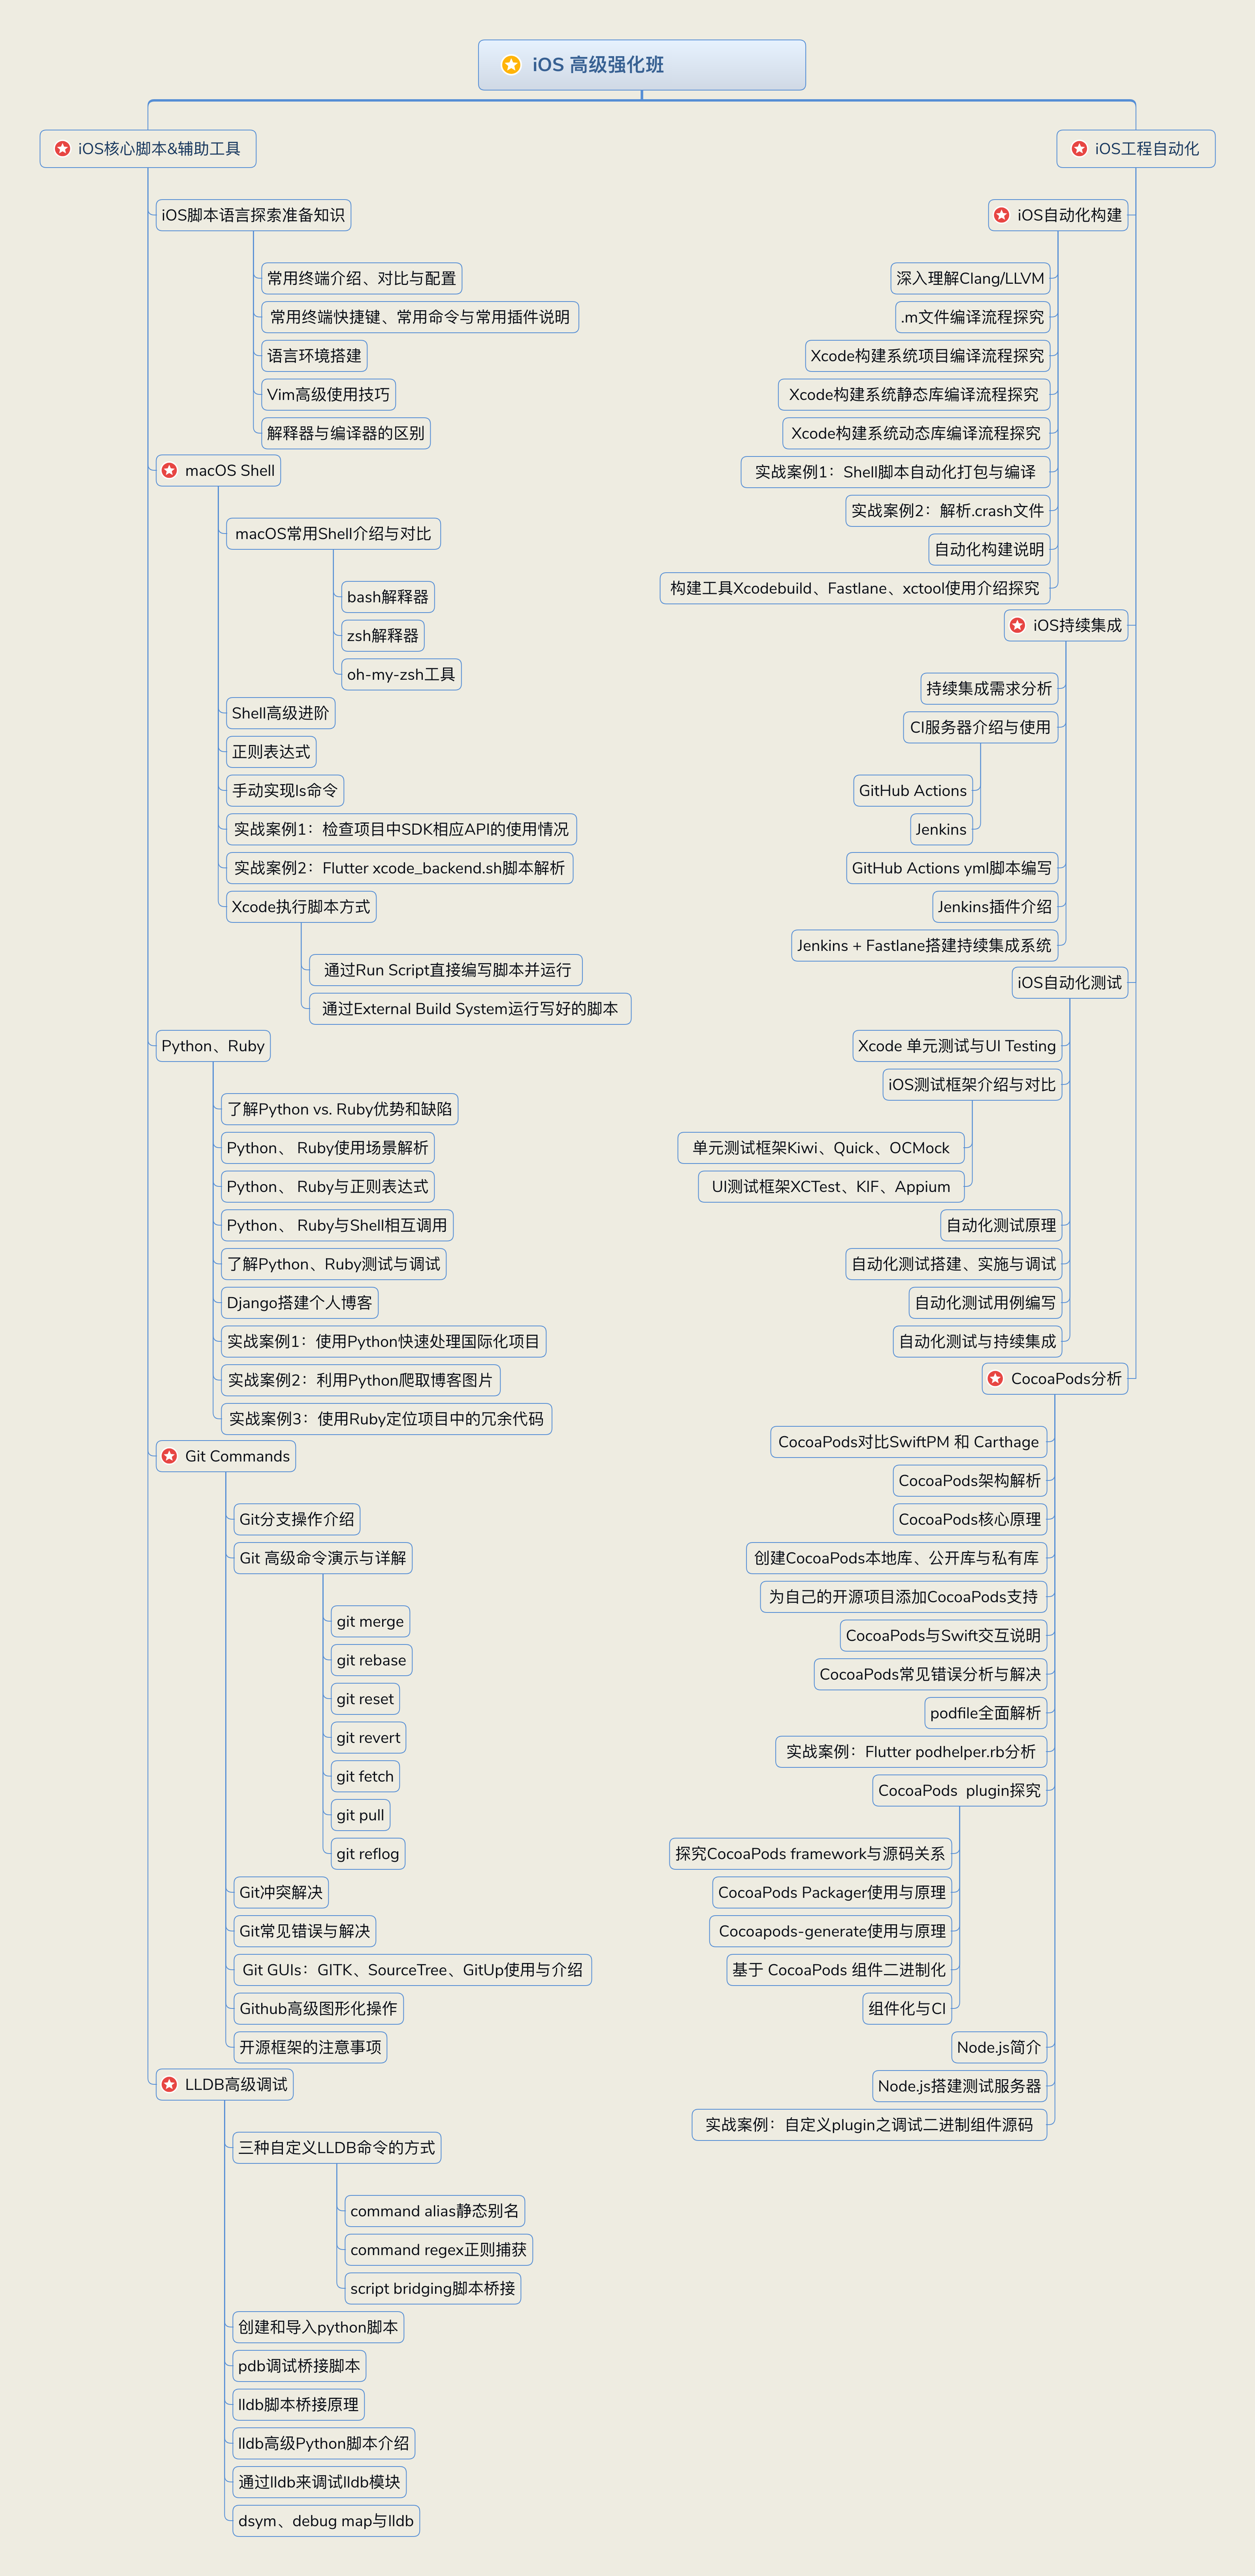 iOS 高级强化班
iOS核心脚本&辅助工具
iOS脚本语言探索准备知识
常用终端介绍、对比与配置
常用终端快捷键、常用命令与常用插件说明
语言环境搭建
Vim高级使用技巧
解释器与编译器的区别
macOS Shell
macOS常用Shell介绍与对比
bash解释器
zsh解释器
oh-my-zsh工具
Shell高级进阶
正则表达式
手动实现ls命令
实战案例1：检查项目中SDK相应API的使用情况
实战案例2：Flutter xcode_backend.sh脚本解析
Xcode执行脚本方式
通过Run Script直接编写脚本并运行
通过External Build System运行写好的脚本
Python、Ruby
了解Python vs. Ruby优势和缺陷
Python、 Ruby使用场景解析
Python、 Ruby与正则表达式
Python、 Ruby与Shell相互调用
了解Python、Ruby测试与调试
Django搭建个人博客
实战案例1：使用Python快速处理国际化项目
实战案例2：利用Python爬取博客图片
实战案例3：使用Ruby定位项目中的冗余代码
Git Commands
Git分支操作介绍
Git 高级命令演示与详解
git merge
git rebase
git reset
git revert
git fetch
git pull
git reflog
Git冲突解决
Git常见错误与解决
Git GUIs：GITK、SourceTree、GitUp使用与介绍
Github高级图形化操作
开源框架的注意事项
LLDB高级调试
三种自定义LLDB命令的方式
command alias静态别名
command regex正则捕获
script bridging脚本桥接
创建和导入python脚本
pdb调试桥接脚本
lldb脚本桥接原理
lldb高级Python脚本介绍
通过lldb来调试lldb模块
dsym、debug map与lldb
iOS工程自动化
iOS自动化构建
深入理解Clang/LLVM
.m文件编译流程探究
Xcode构建系统项目编译流程探究
Xcode构建系统静态库编译流程探究
Xcode构建系统动态库编译流程探究
实战案例1：Shell脚本自动化打包与编译
实战案例2：解析.crash文件
自动化构建说明
构建工具Xcodebuild、Fastlane、xctool使用介绍探究
iOS持续集成
持续集成需求分析
CI服务器介绍与使用
GitHub Actions
Jenkins
GitHub Actions yml脚本编写
Jenkins插件介绍
Jenkins + Fastlane搭建持续集成系统
iOS自动化测试
Xcode 单元测试与UI Testing
iOS测试框架介绍与对比
单元测试框架Kiwi、Quick、OCMock
UI测试框架XCTest、KIF、Appium
自动化测试原理
自动化测试搭建、实施与调试
自动化测试用例编写
自动化测试与持续集成
CocoaPods分析
CocoaPods对比SwiftPM 和 Carthage
CocoaPods架构解析
CocoaPods核心原理
创建CocoaPods本地库、公开库与私有库
为自己的开源项目添加CocoaPods支持
CocoaPods与Swift交互说明
CocoaPods常见错误分析与解决
podfile全面解析
实战案例：Flutter podhelper.rb分析
CocoaPods  plugin探究
探究CocoaPods framework与源码关系
CocoaPods Packager使用与原理
Cocoapods-generate使用与原理
基于 CocoaPods 组件二进制化
组件化与CI
Node.js简介
Node.js搭建测试服务器
实战案例：自定义plugin之调试二进制组件源码